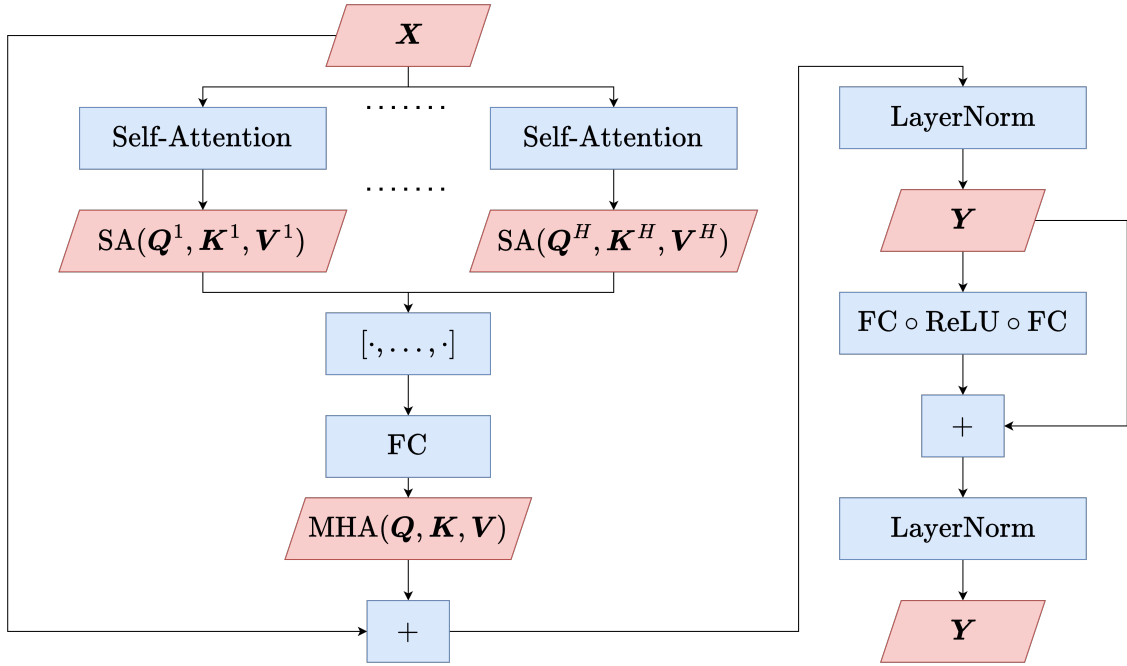 X
Self-Attention
.......
Self-Attention
.......
SA(Q¹, K¹, V¹)
SA(Qᴴ, Kᴴ, Vᴴ)
[·, …, ·]
FC
MHA(Q, K, V)
+
LayerNorm
Y
FC ∘ ReLU ∘ FC
+
LayerNorm
Y